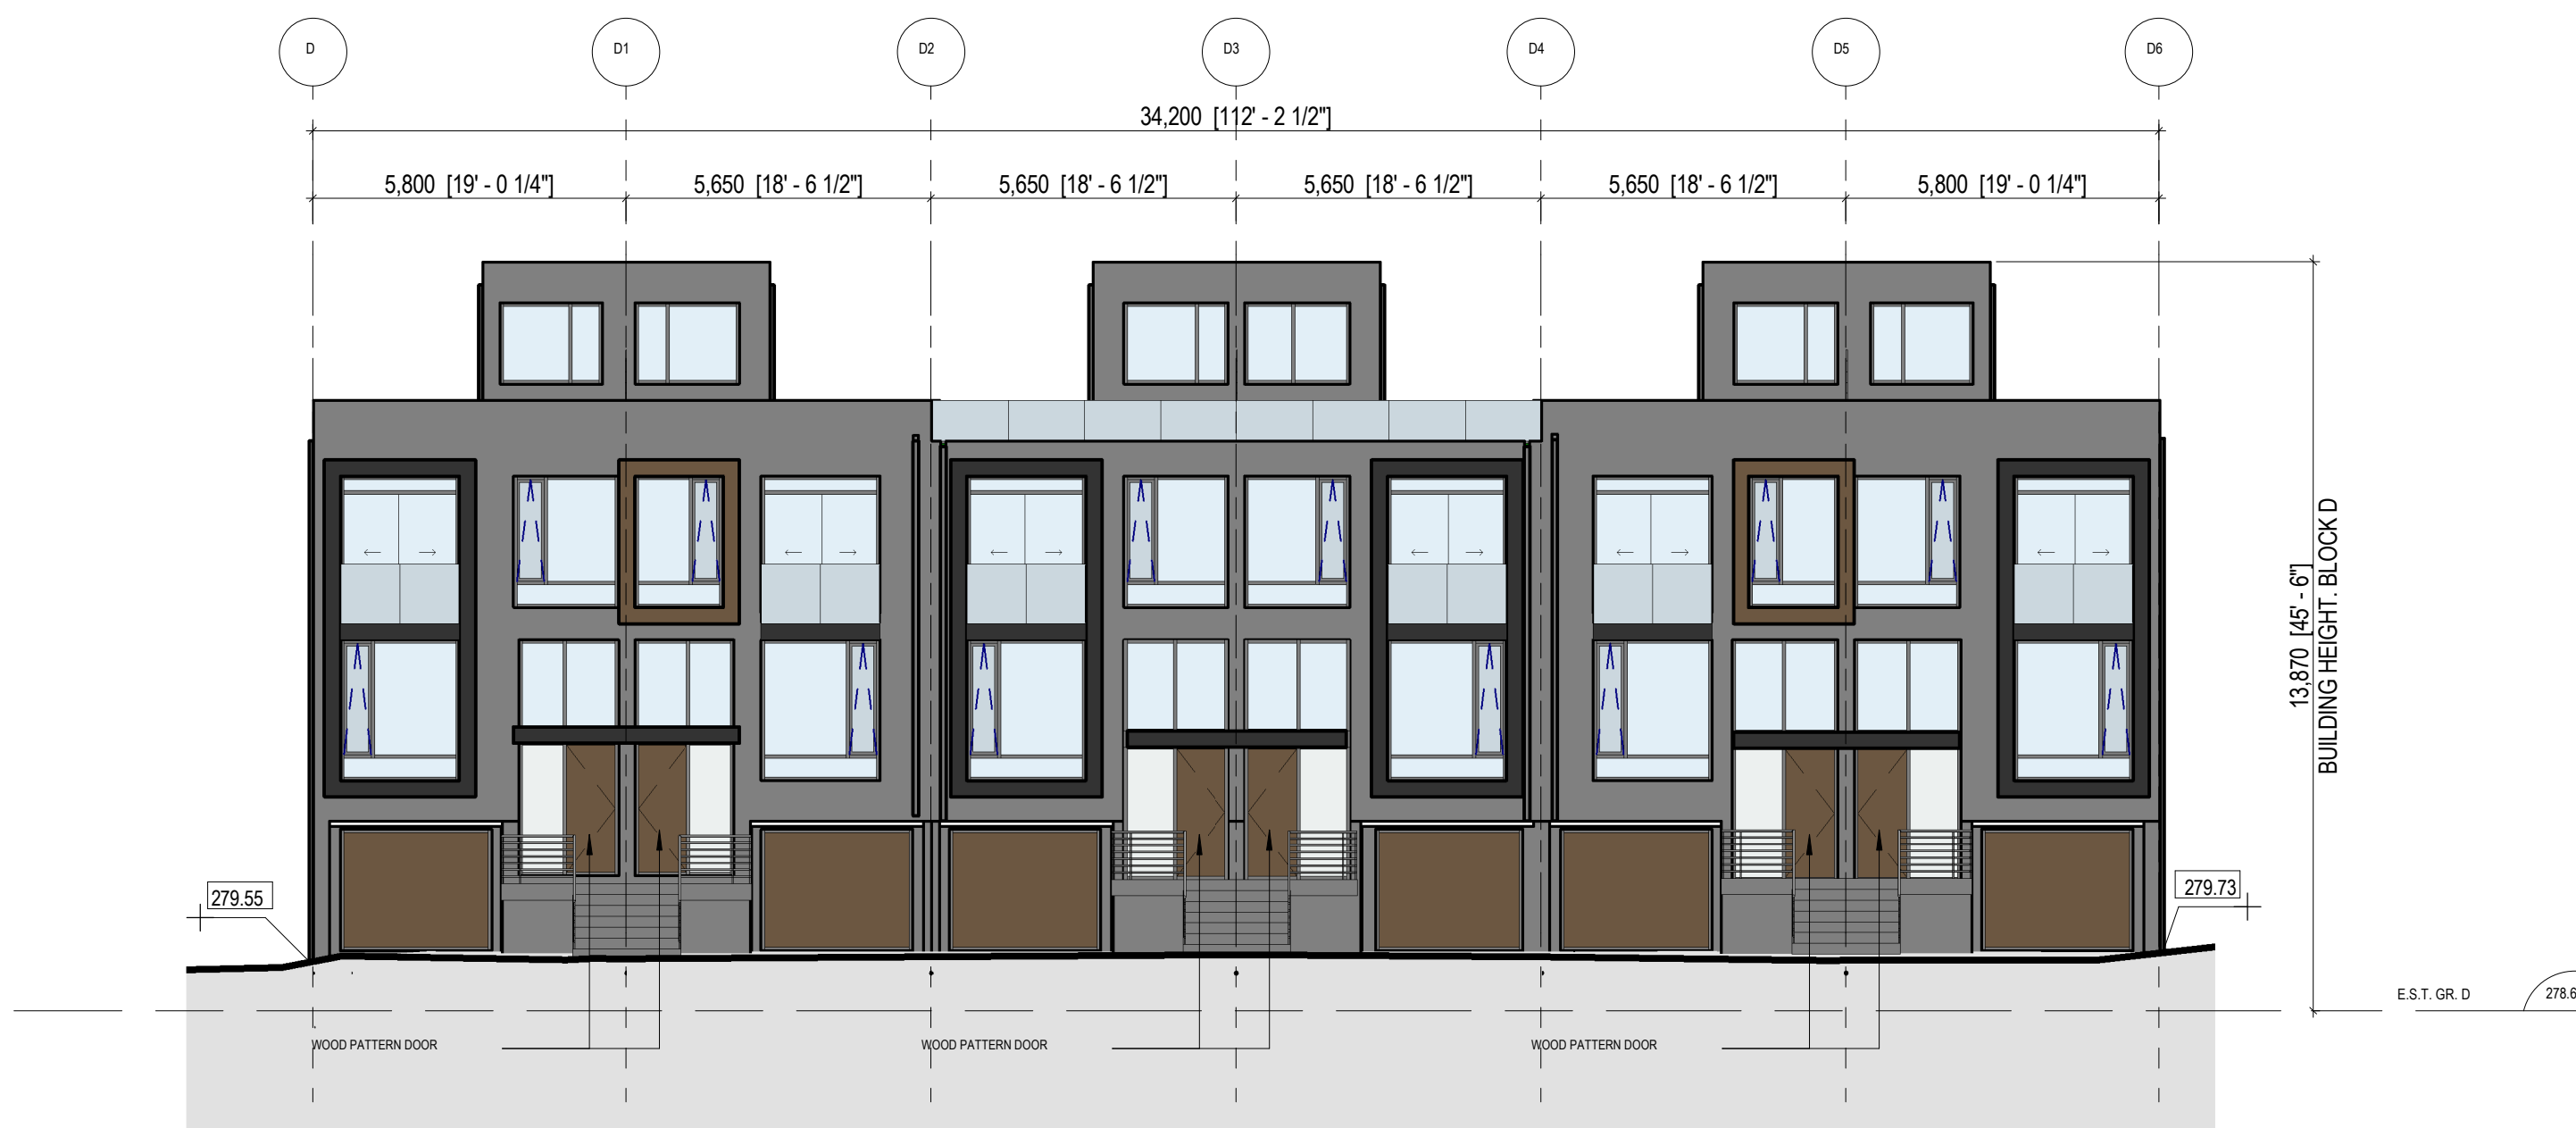 D D1 D2 D3 D4 D5 D6
34,200 [112' - 2 1/2"]
5,800 [19' - 0 1/4"] 5,650 [18' - 6 1/2"] 5,650 [18' - 6 1/2"] 5,650 [18' - 6 1/2"] 5,650 [18' - 6 1/2"] 5,800 [19' - 0 1/4"]
13,870 [45' - 6"]
BUILDING HEIGHT. BLOCK D
279.55
279.73
E.S.T. GR. D
278.6
WOOD PATTERN DOOR WOOD PATTERN DOOR WOOD PATTERN DOOR